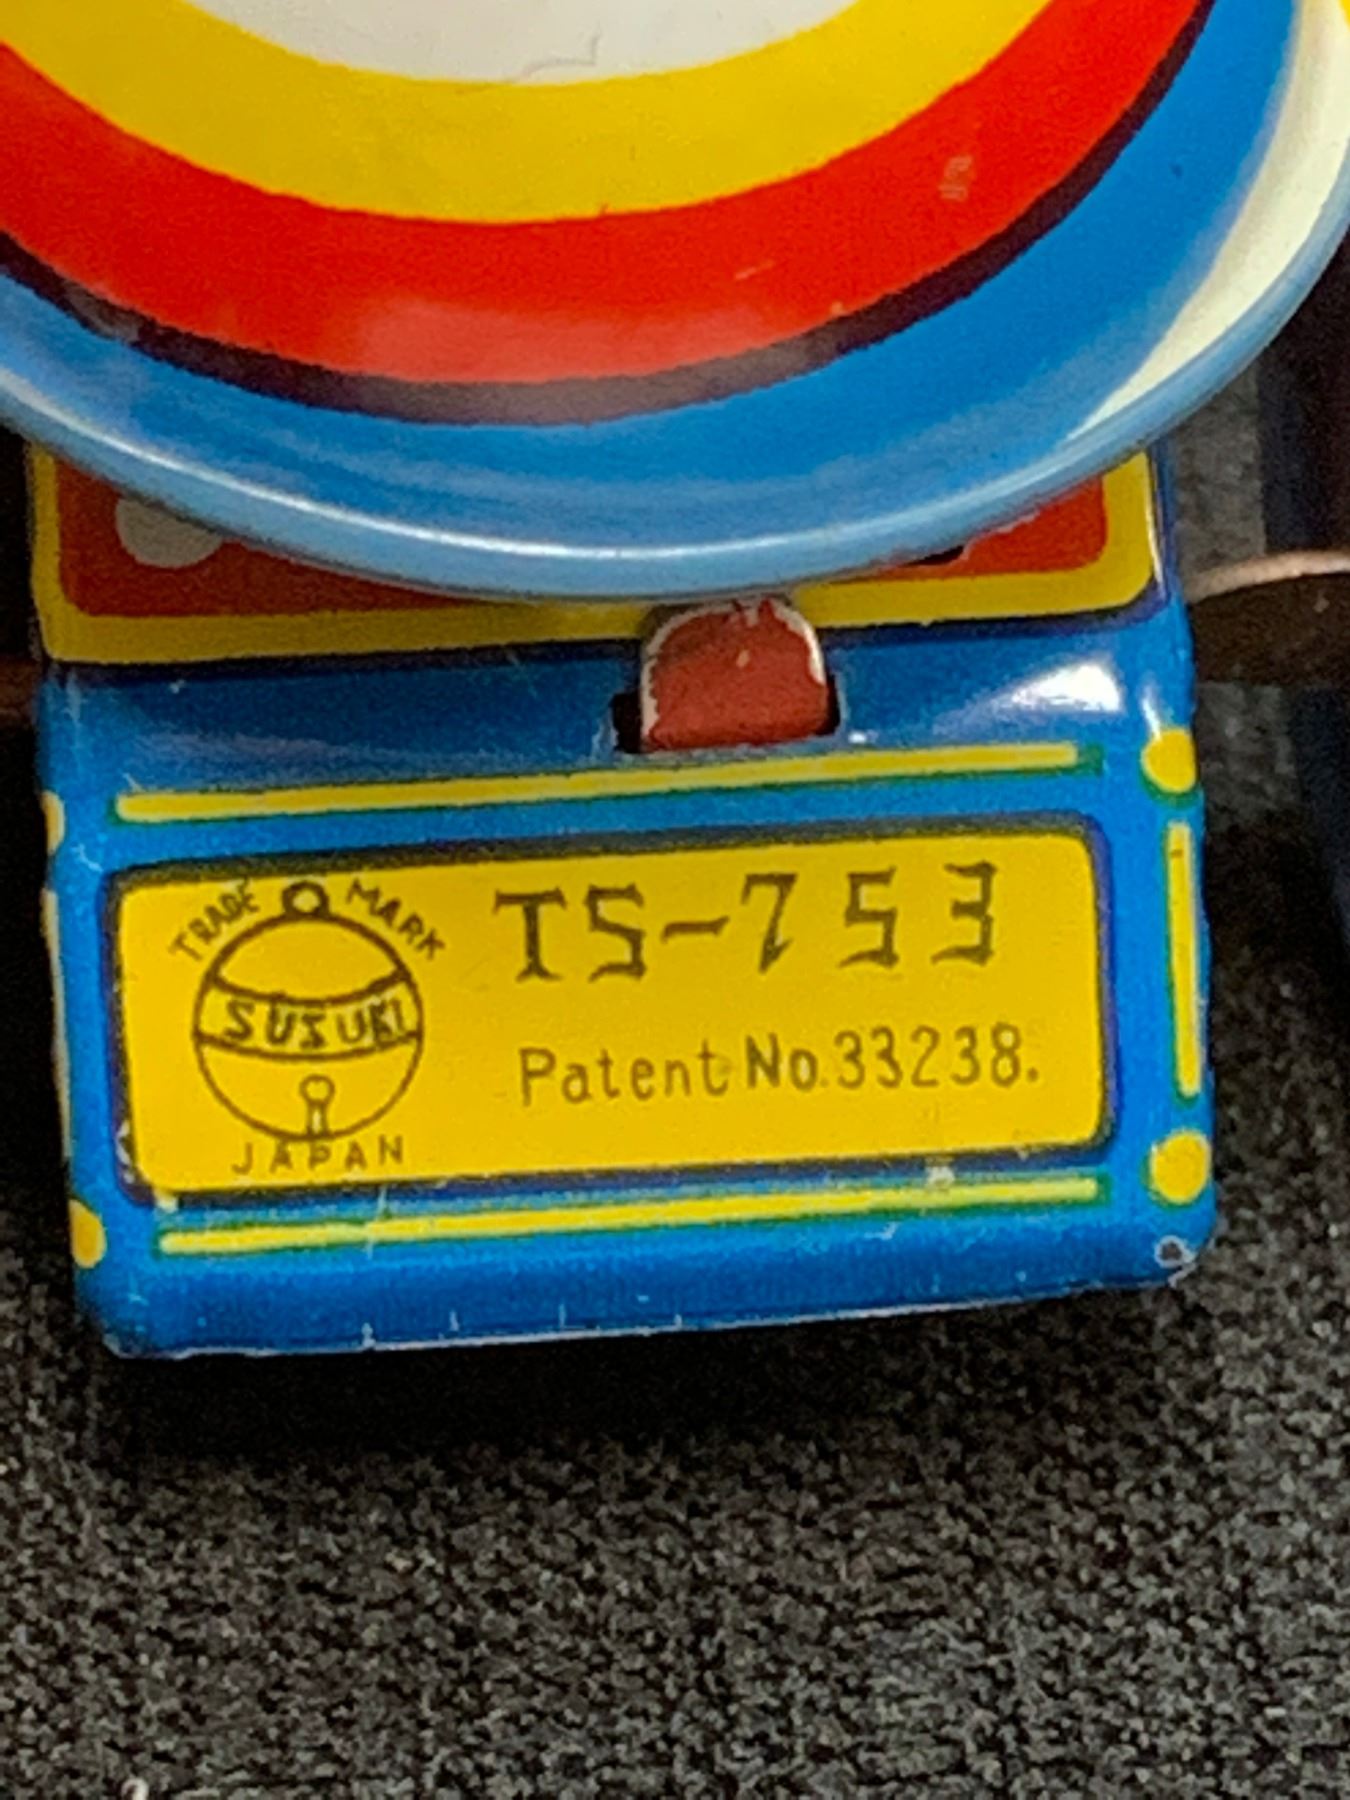 TRADE MARK
SUZUKI
JAPAN
TS-753
Patent No.33238.